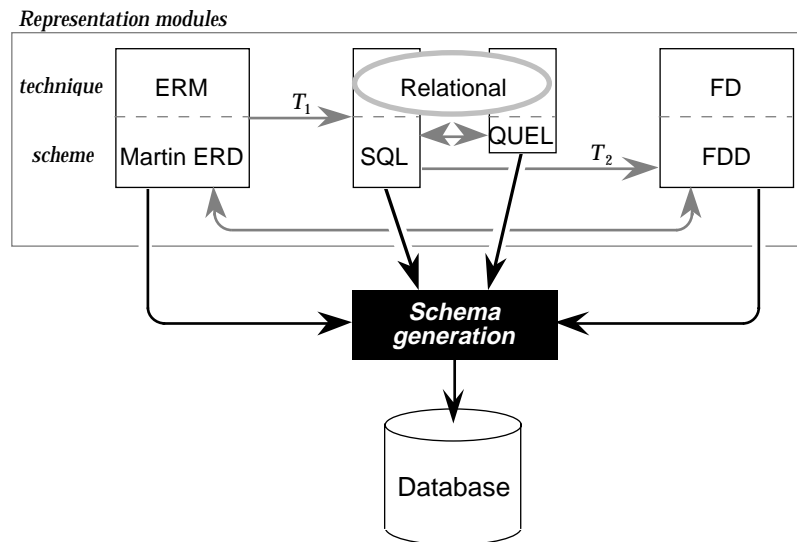 Representation modules
technique
ERM
Relational
FD
T1
scheme
Martin ERD
SQL
QUEL
T2
FDD
Schema
generation
Database